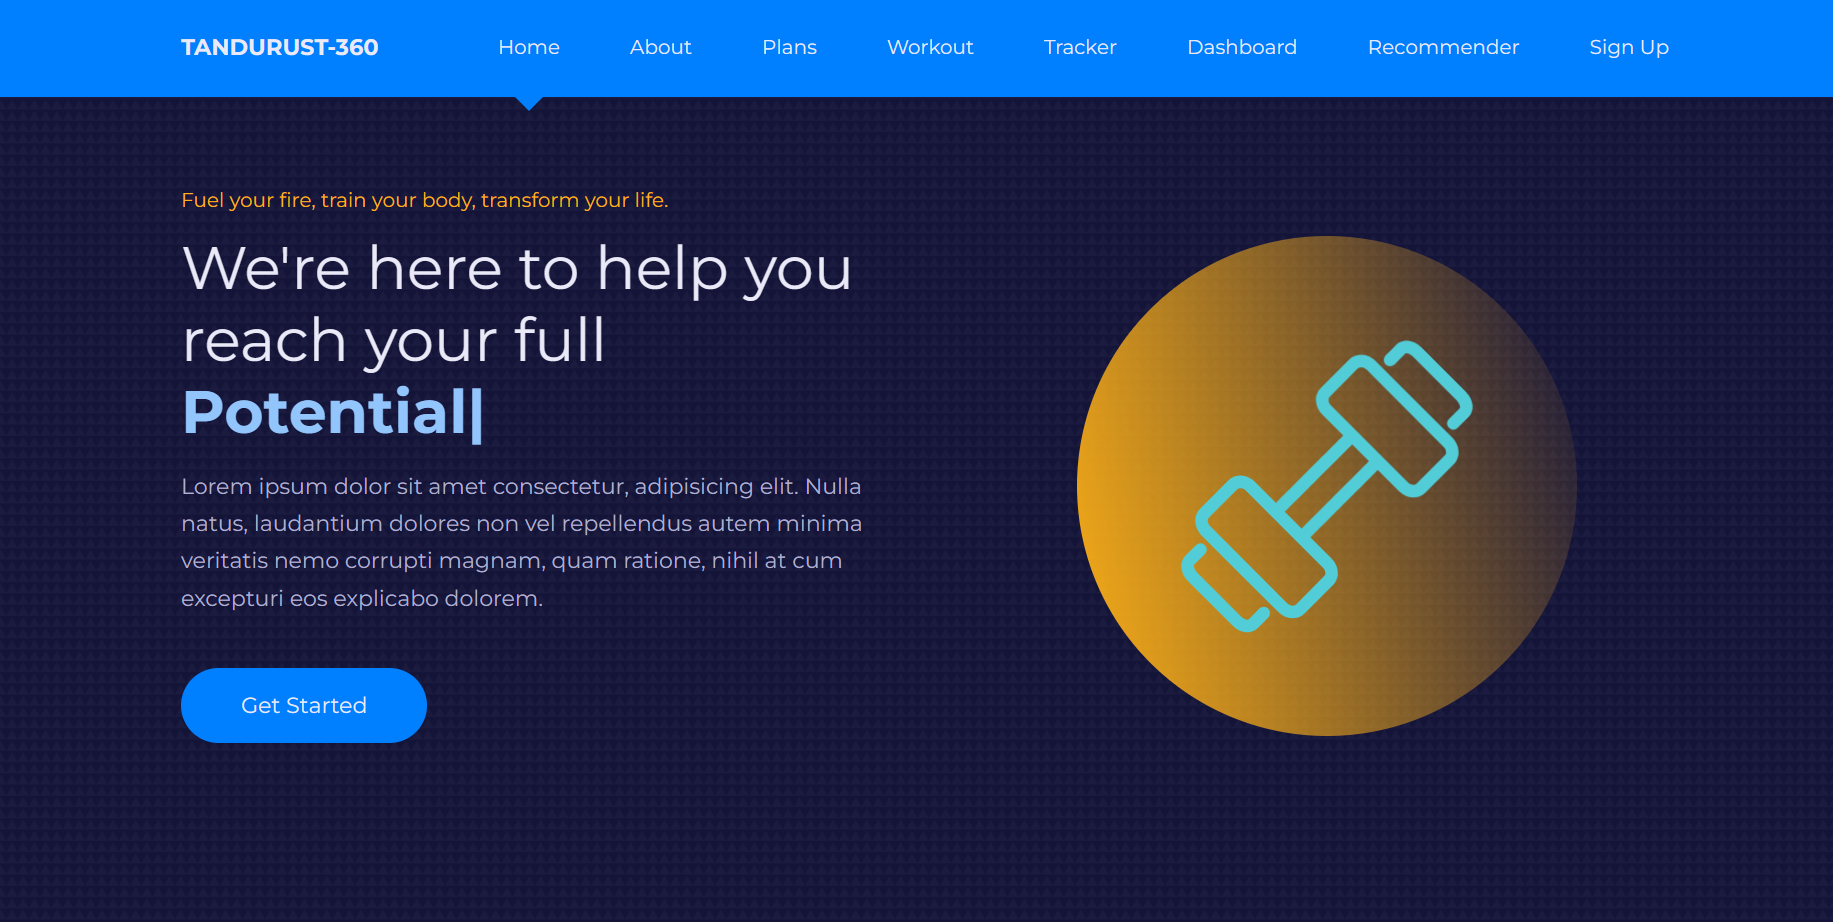 TANDURUST-360
Home
About
Plans
Workout
Tracker
Dashboard
Recommender
Sign Up
Fuel your fire, train your body, transform your life.
We're here to help you
reach your full
Potential|
Lorem ipsum dolor sit amet consectetur, adipisicing elit. Nulla
natus, laudantium dolores non vel repellendus autem minima
veritatis nemo corrupti magnam, quam ratione, nihil at cum
excepturi eos explicabo dolorem.
Get Started